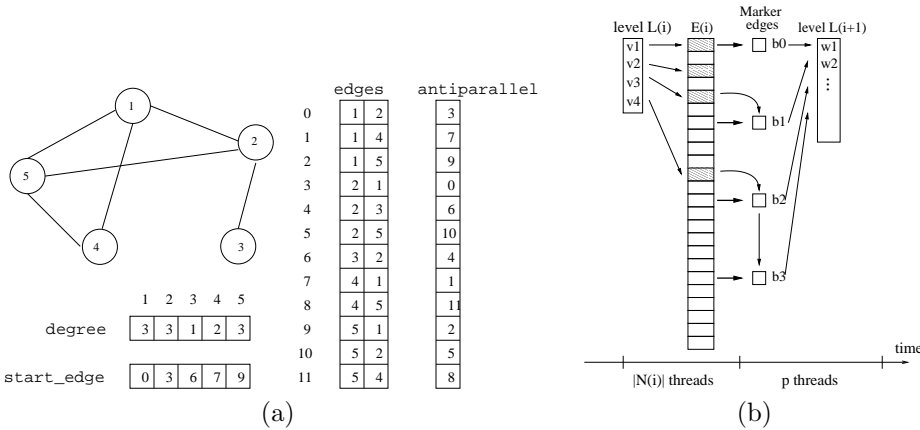 1
2
5
4
3
1 2 3 4 5
degree 3 3 1 2 3
start_edge 0 3 6 7 9
edges antiparallel
0 1 2 3
1 1 4 7
2 1 5 9
3 2 1 0
4 2 3 6
5 2 5 10
6 3 2 4
7 4 1 1
8 4 5 11
9 5 1 2
10 5 2 5
11 5 4 8
(a)
Marker
level L(i) E(i) edges level L(i+1)
v1 b0 w1
v2 w2
v3 ...
v4 b1
b2
b3
time
|N(i)| threads p threads
(b)